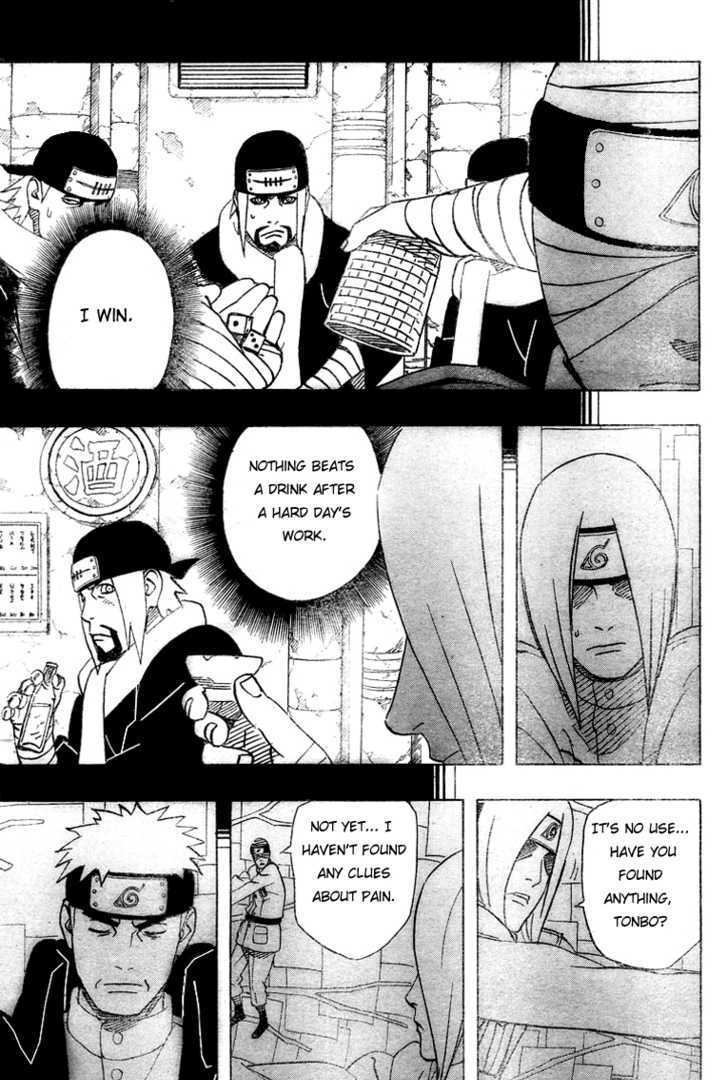 I WIN.
NOTHING BEATS
A DRINK AFTER
A HARD DAY'S
WORK.
酒
IT'S NO USE...
HAVE YOU
FOUND
ANYTHING,
TONBO?
NOT YET... I
HAVEN'T FOUND
ANY CLUES
ABOUT PAIN.